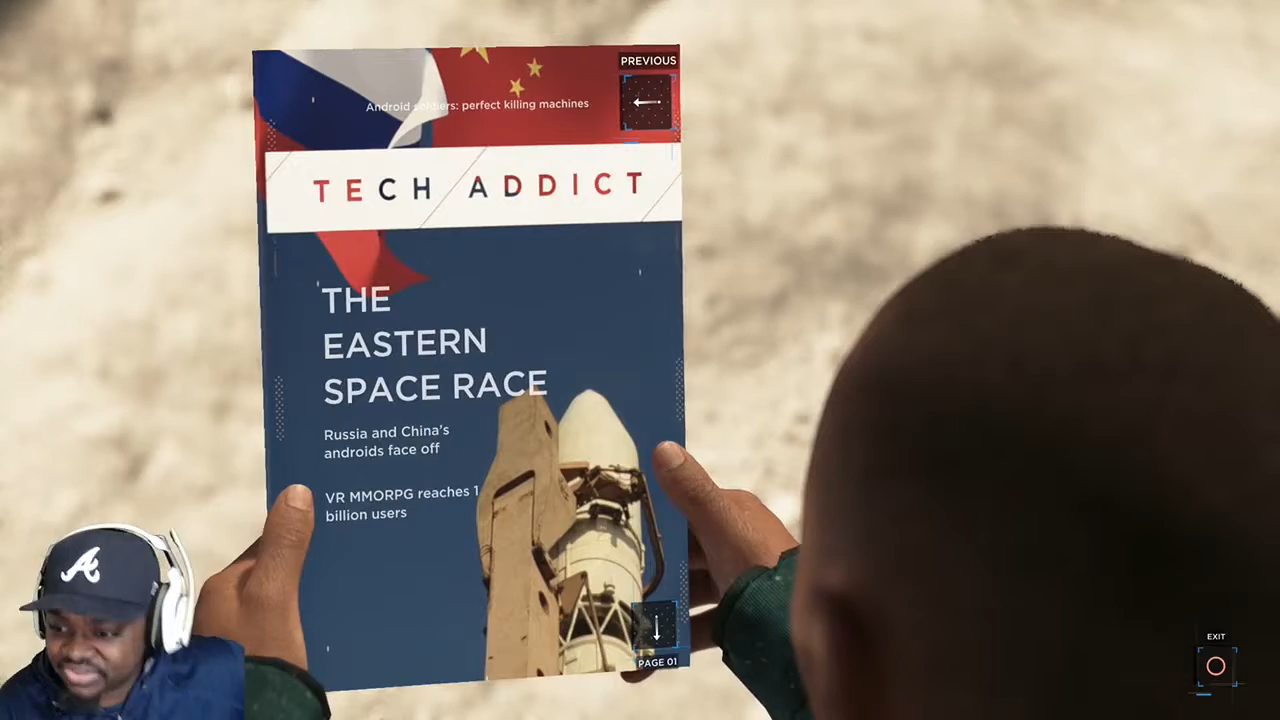 PREVIOUS
Android soldiers: perfect killing machines
TECH ADDICT
THE
EASTERN
SPACE RACE
Russia and China's
androids face off
VR MMORPG reaches 1
billion users
PAGE 01
EXIT